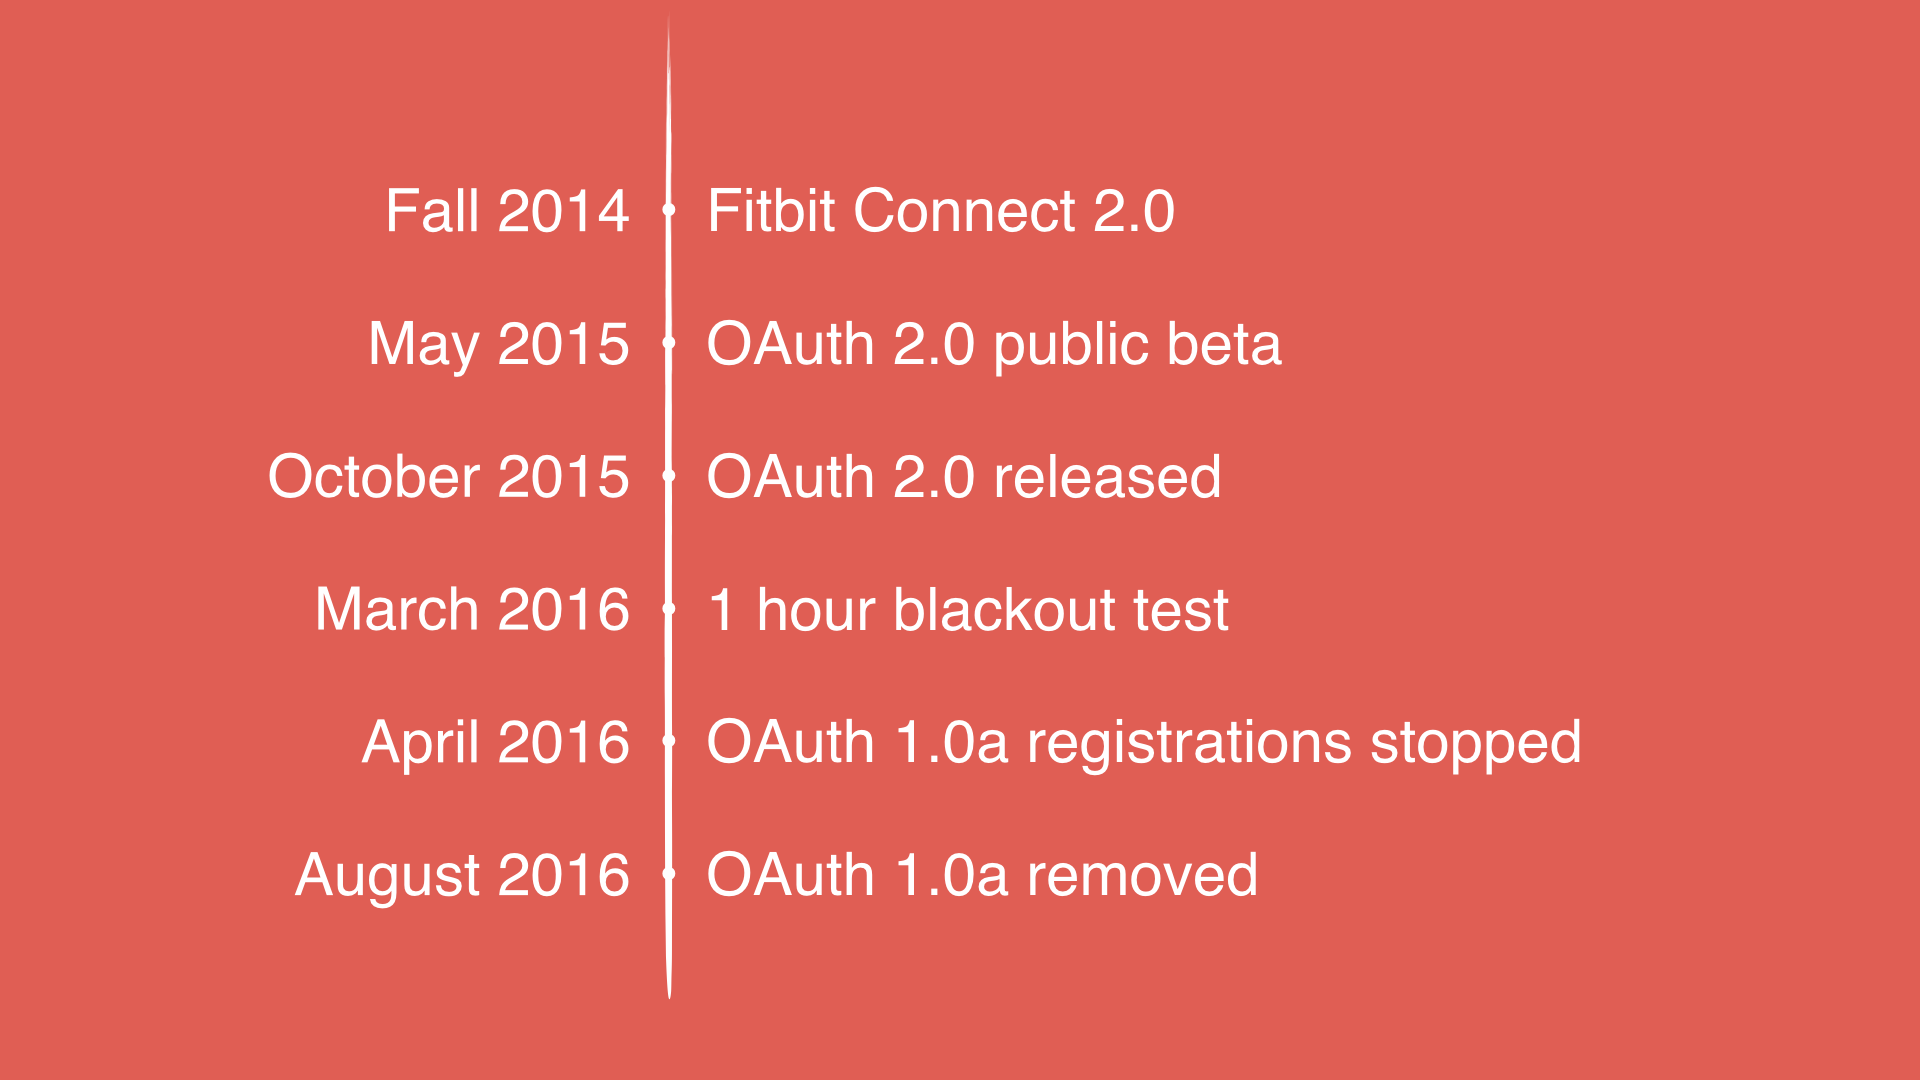 Fall 2014 Fitbit Connect 2.0
May 2015 OAuth 2.0 public beta
October 2015 OAuth 2.0 released
March 2016 1 hour blackout test
April 2016 OAuth 1.0a registrations stopped
August 2016 OAuth 1.0a removed